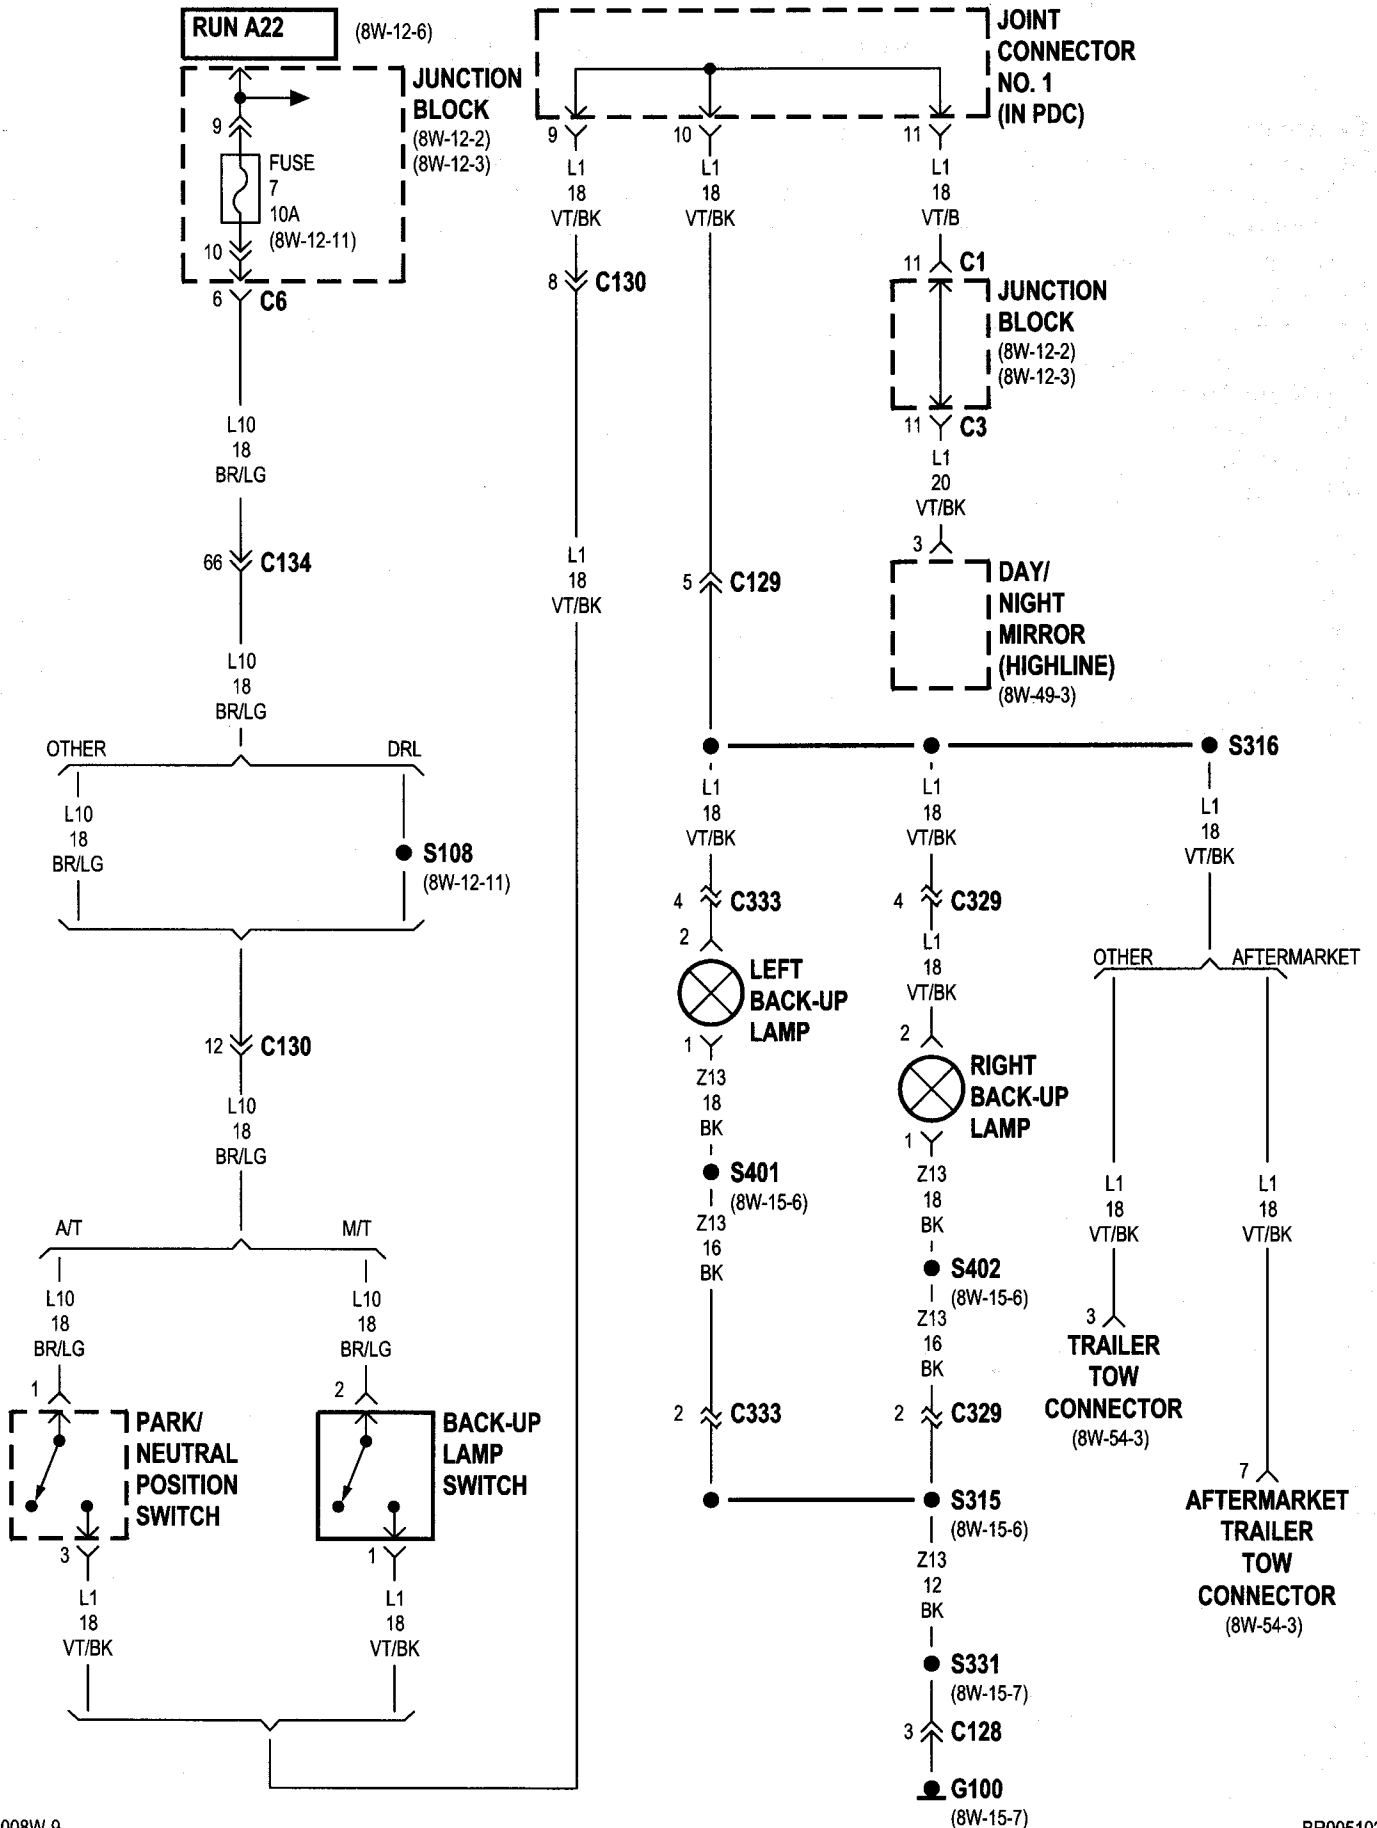 RUN A22
(8W-12-6)
JUNCTION
BLOCK
(8W-12-2)
(8W-12-3)
9
FUSE
7
10A
(8W-12-11)
10
6
C6
L10
18
BR/LG
66
C134
L10
18
BR/LG
OTHER
DRL
L10
18
BR/LG
S108
(8W-12-11)
12
C130
L10
18
BR/LG
A/T
M/T
L10
18
BR/LG
L10
18
BR/LG
1
PARK/
NEUTRAL
POSITION
SWITCH
2
BACK-UP
LAMP
SWITCH
3
L1
18
VT/BK
1
L1
18
VT/BK
JOINT
CONNECTOR
NO. 1
(IN PDC)
9
L1
18
VT/BK
10
L1
18
VT/BK
11
L1
18
VT/B
8
C130
L1
18
VT/BK
11
C1
JUNCTION
BLOCK
(8W-12-2)
(8W-12-3)
11
C3
L1
20
VT/BK
3
DAY/
NIGHT
MIRROR
(HIGHLINE)
(8W-49-3)
5
C129
S316
L1
18
VT/BK
L1
18
VT/BK
L1
18
VT/BK
4
C333
2
LEFT
BACK-UP
LAMP
1
Z13
18
BK
S401
(8W-15-6)
Z13
16
BK
2
C333
4
C329
L1
18
VT/BK
2
RIGHT
BACK-UP
LAMP
1
Z13
18
BK
S402
(8W-15-6)
Z13
16
BK
2
C329
S315
(8W-15-6)
Z13
12
BK
S331
(8W-15-7)
3
C128
G100
(8W-15-7)
OTHER
AFTERMARKET
L1
18
VT/BK
L1
18
VT/BK
3
TRAILER
TOW
CONNECTOR
(8W-54-3)
7
AFTERMARKET
TRAILER
TOW
CONNECTOR
(8W-54-3)